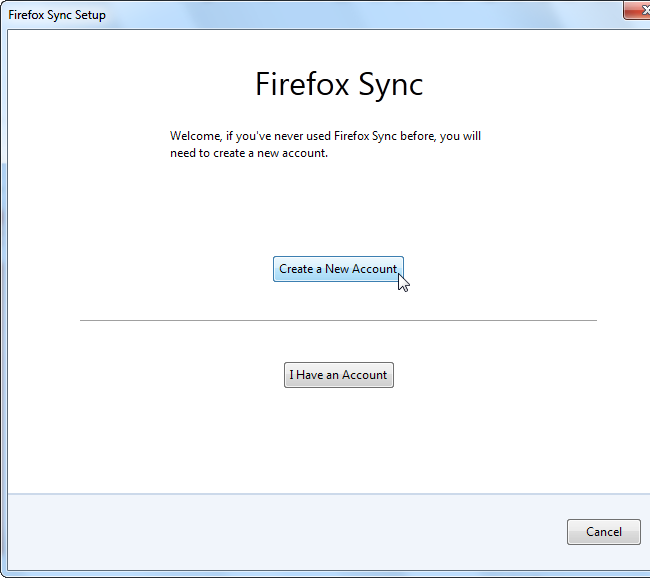 Firefox Sync Setup
Firefox Sync
Welcome, if you've never used Firefox Sync before, you will
need to create a new account.
Create a New Account
I Have an Account
Cancel